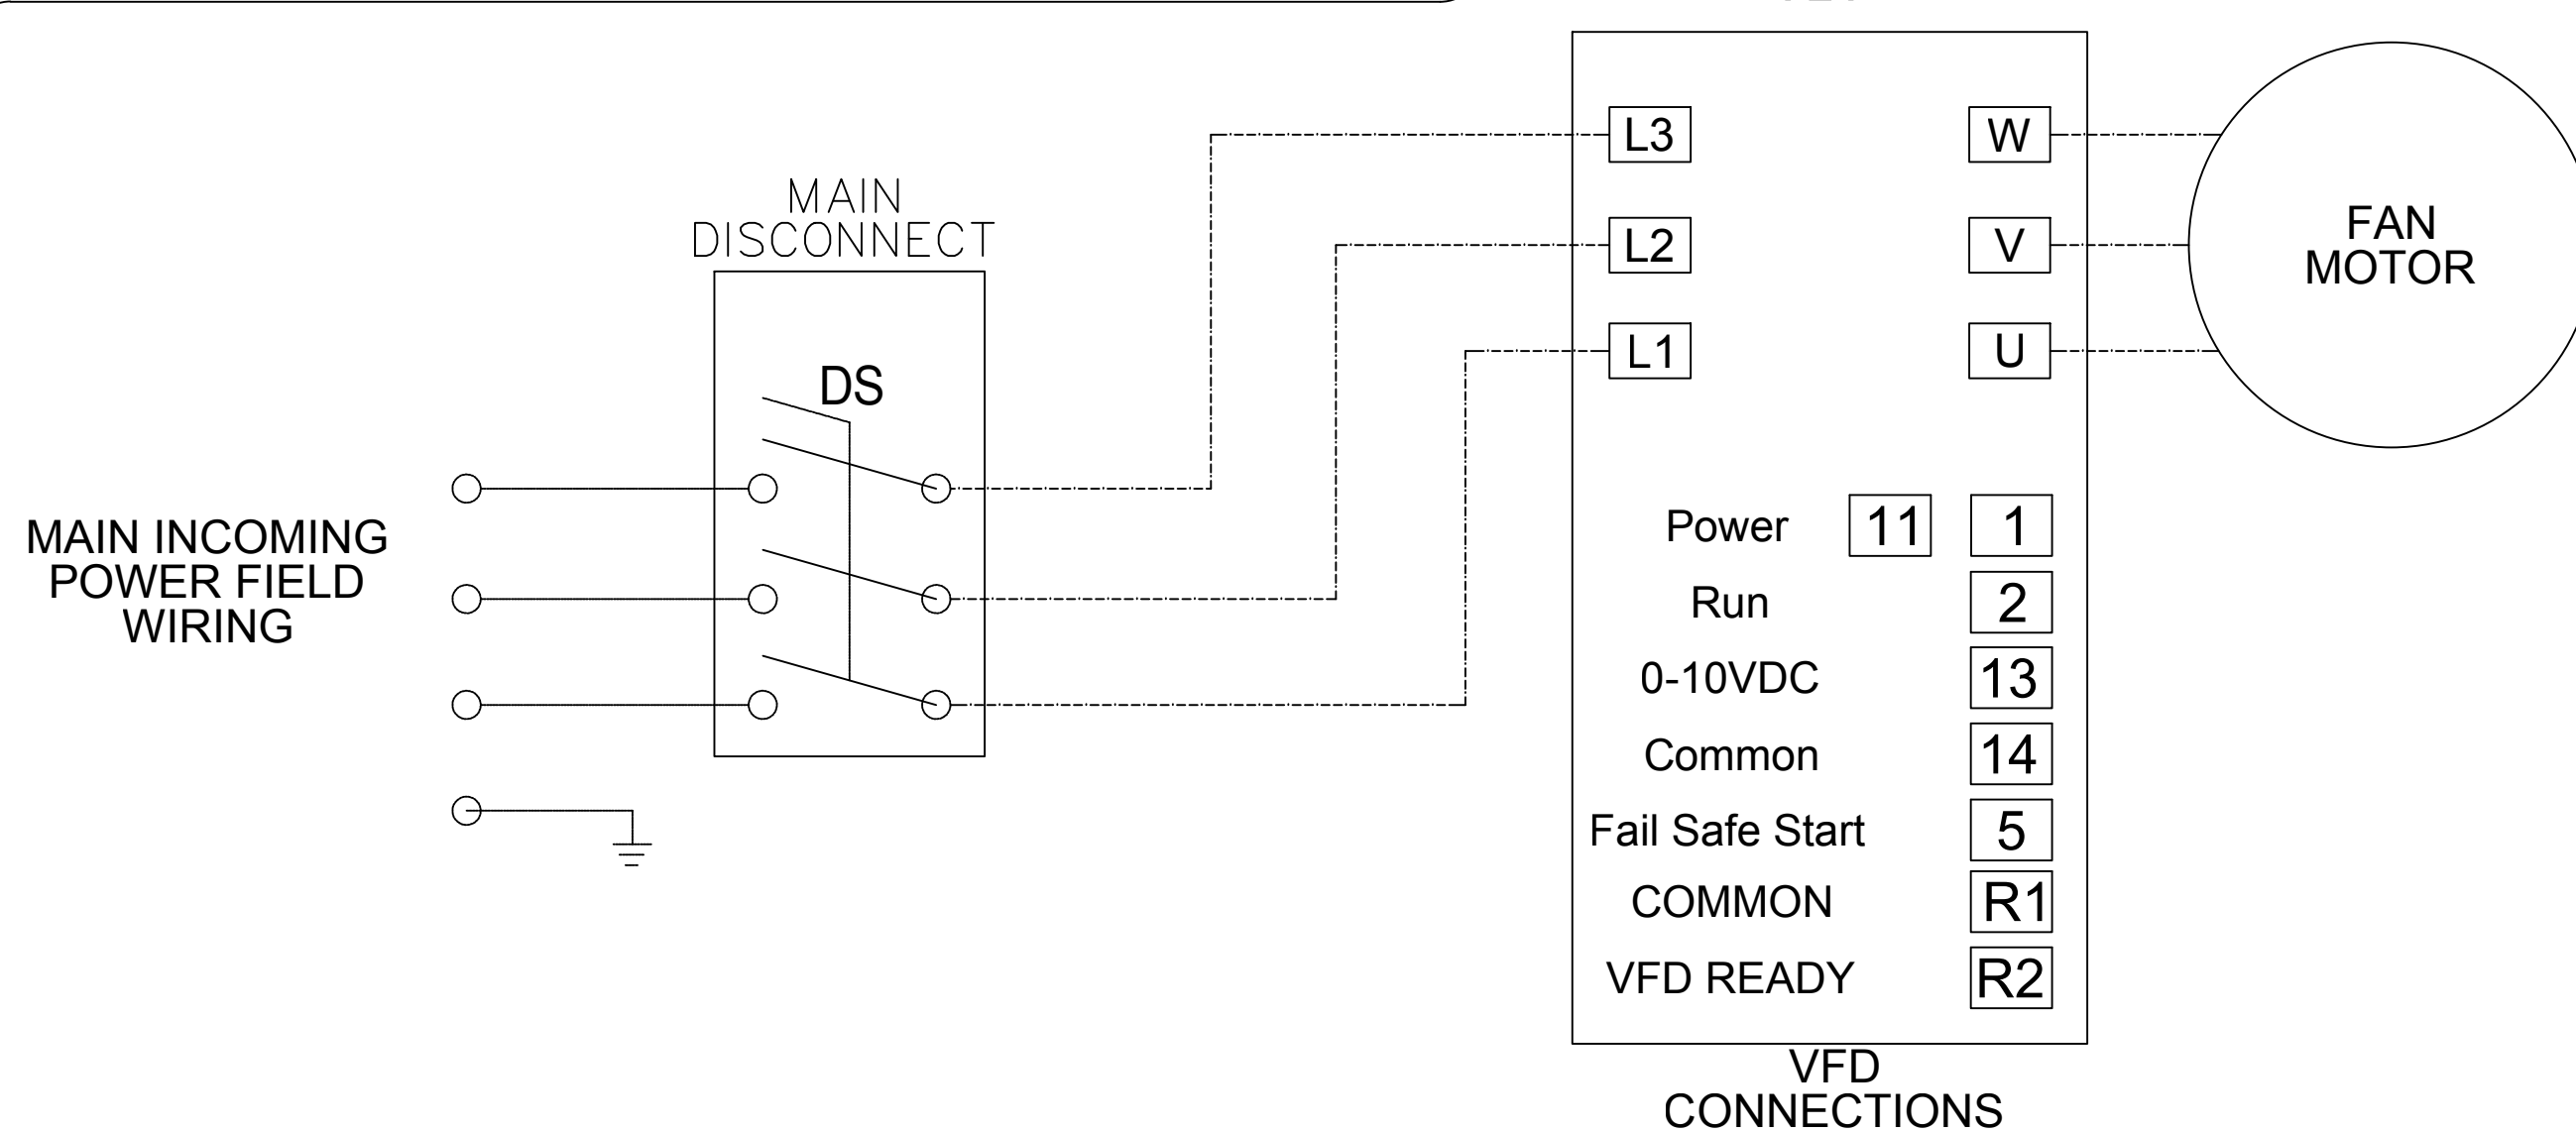 MAIN
DISCONNECT
DS
MAIN INCOMING
POWER FIELD
WIRING
L3
W
L2
V
L1
U
FAN
MOTOR
Power 11 1
Run 2
0-10VDC 13
Common 14
Fail Safe Start 5
COMMON R1
VFD READY R2
VFD
CONNECTIONS